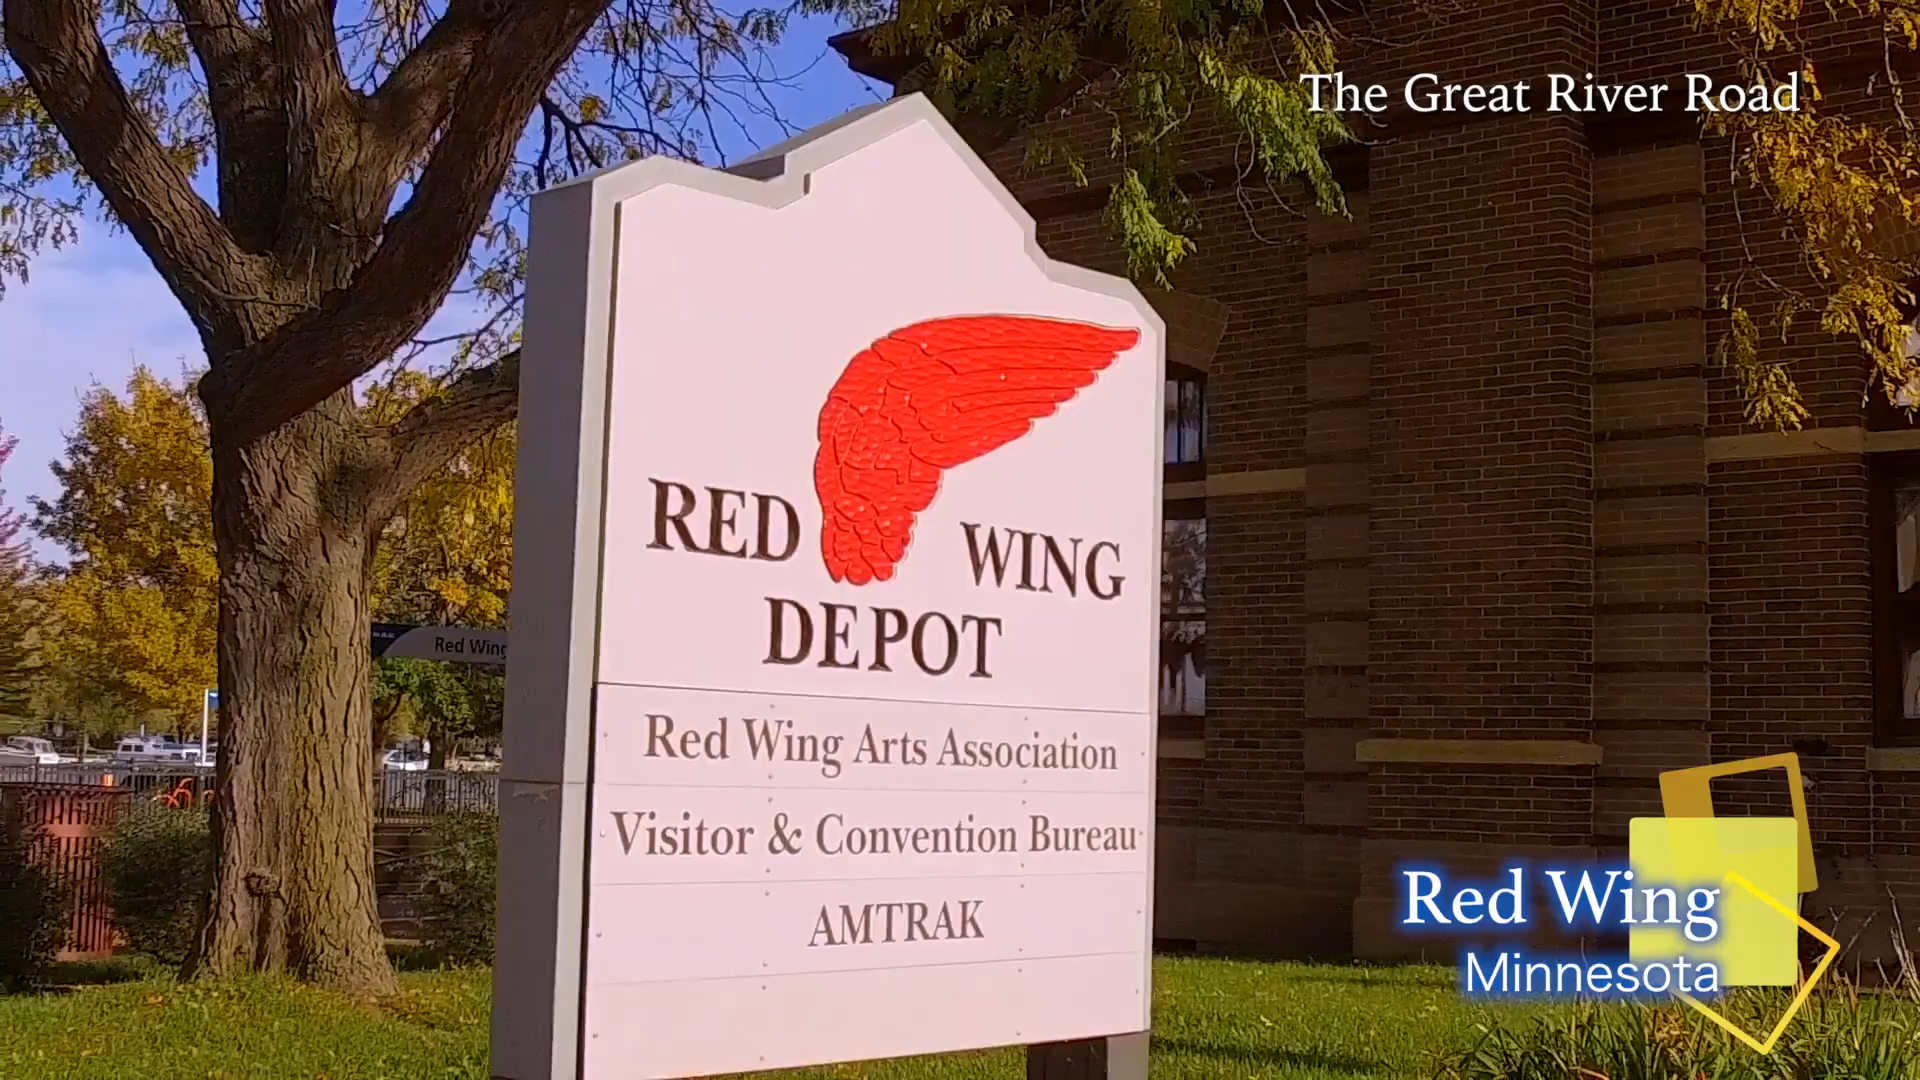 The Great River Road
RED WING
DEPOT
Red Wing
Red Wing Arts Association
Visitor & Convention Bureau
AMTRAK
Red Wing
Minnesota